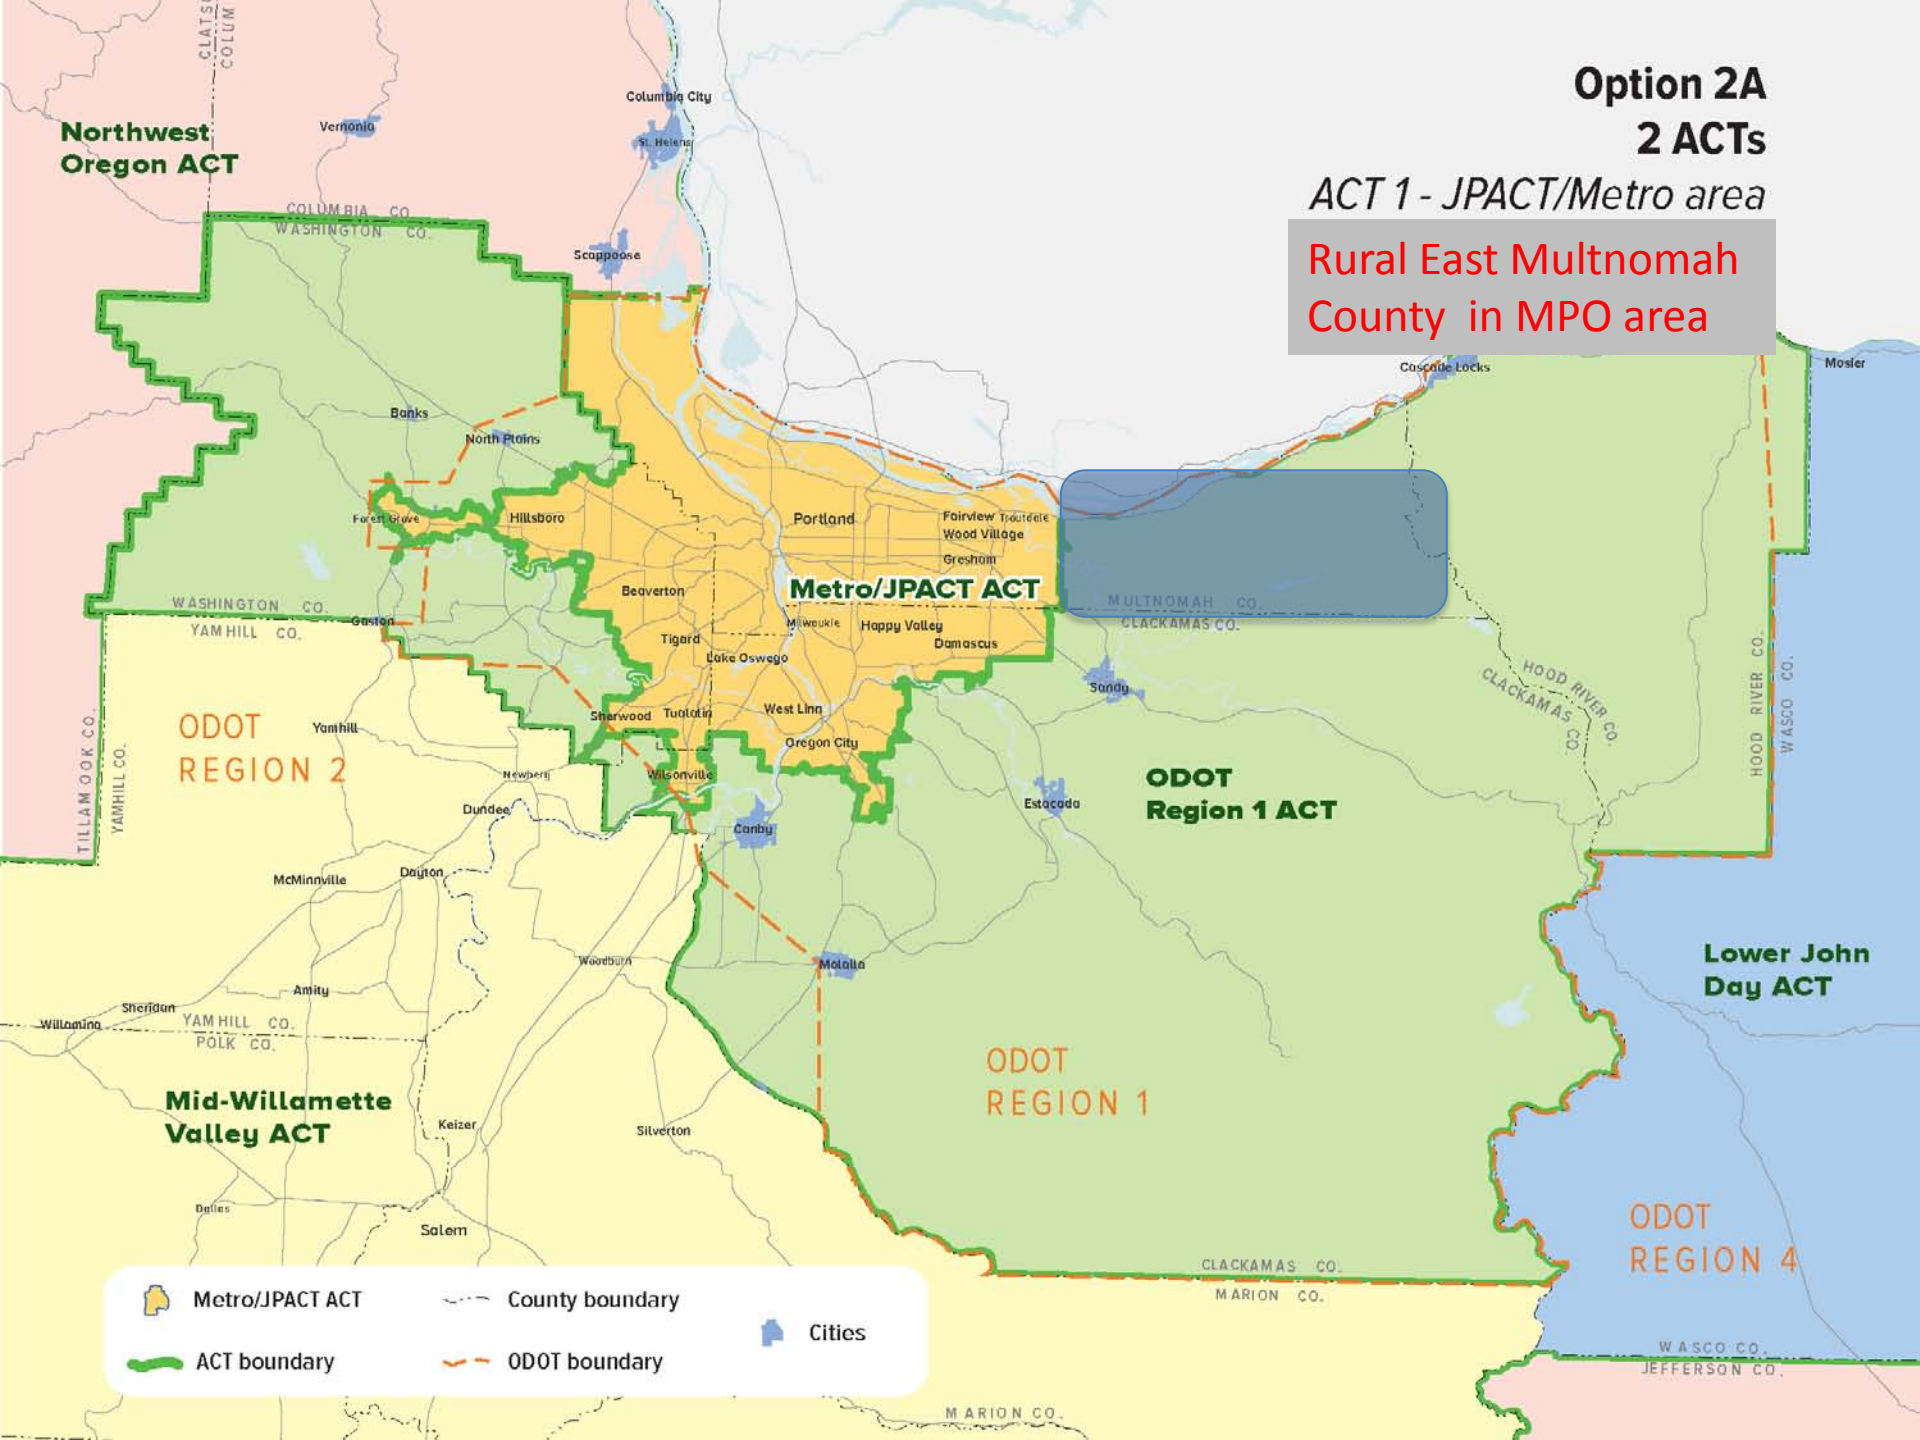 CLATS
COLUM
Option 2A
2 ACTs
ACT 1 - JPACT/Metro area
Rural East Multnomah
County in MPO area
Northwest
Oregon ACT
Vernonia
Columbia City
St. Helens
COLUMBIA CO.
WASHINGTON CO.
Scappoose
Cascade Locks
Mosier
Banks
North Plains
Forest Grove
Hillsboro
Portland
Fairview
Troutdale
Wood Village
Gresham
Beaverton
Metro/JPACT ACT
WASHINGTON CO.
YAMHILL CO.
Gaston
Milwaukie
Happy Valley
Tigard
Damascus
Lake Oswego
MULTNOMAH CO.
CLACKAMAS CO.
Sandy
HOOD RIVER CO.
CLACKAMAS CO.
HOOD RIVER CO.
WASCO CO.
ODOT
REGION 2
Yamhill
Sherwood
Tualatin
West Linn
Oregon City
TILLAMOOK CO.
YAMHILL CO.
Newberg
Wilsonville
Dundee
Canby
Estacada
ODOT
Region 1 ACT
McMinnville
Dayton
Woodburn
Molalla
Lower John
Day ACT
Amity
Sheridan
Willamina
YAMHILL CO.
POLK CO.
ODOT
REGION 1
Mid-Willamette
Valley ACT
Keizer
Silverton
Dallas
Salem
ODOT
REGION 4
CLACKAMAS CO.
MARION CO.
Metro/JPACT ACT
County boundary
Cities
ACT boundary
ODOT boundary
WASCO CO.
JEFFERSON CO.
MARION CO.